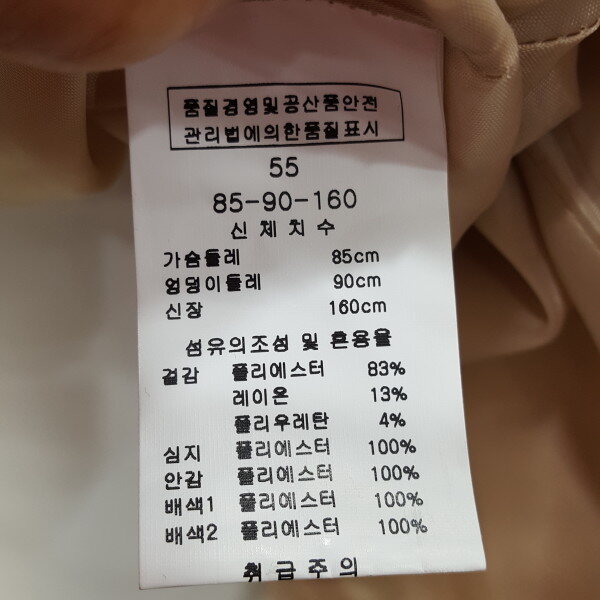 품질경영및공산품안전
관리법에의한품질표시
55
85-90-160
신체치수
가슴둘레 85cm
엉덩이둘레 90cm
신장 160cm
섬유의조성 및 혼용율
겉감 폴리에스터 83%
레이온 13%
폴리우레탄 4%
심지 폴리에스터 100%
안감 폴리에스터 100%
배색1 폴리에스터 100%
배색2 폴리에스터 100%
취급주의